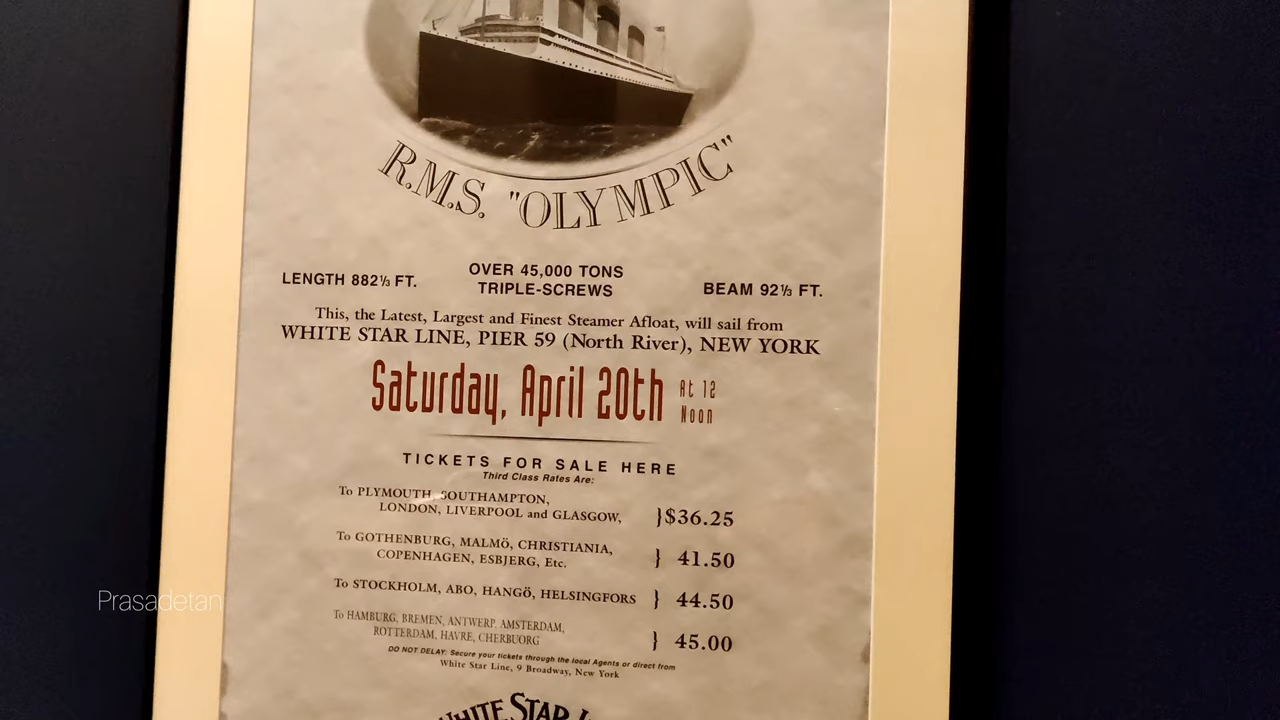 R.M.S. "OLYMPIC"
LENGTH 882⅓ FT.
OVER 45,000 TONS
TRIPLE-SCREWS
BEAM 92⅓ FT.
This, the Latest, Largest and Finest Steamer Afloat, will sail from
WHITE STAR LINE, PIER 59 (North River), NEW YORK
Saturday, April 20th At 12 Noon
TICKETS FOR SALE HERE
Third Class Rates Are:
To PLYMOUTH, SOUTHAMPTON,
LONDON, LIVERPOOL and GLASGOW, }$36.25
To GOTHENBURG, MALMÖ, CHRISTIANIA,
COPENHAGEN, ESBJERG, Etc. } 41.50
To STOCKHOLM, ABO, HANGÖ, HELSINGFORS } 44.50
To HAMBURG, BREMEN, ANTWERP, AMSTERDAM,
ROTTERDAM, HAVRE, CHERBUORG } 45.00
DO NOT DELAY: Secure your tickets through the local Agents or direct from
White Star Line, 9 Broadway, New York
WHITE STAR
Prasadetan